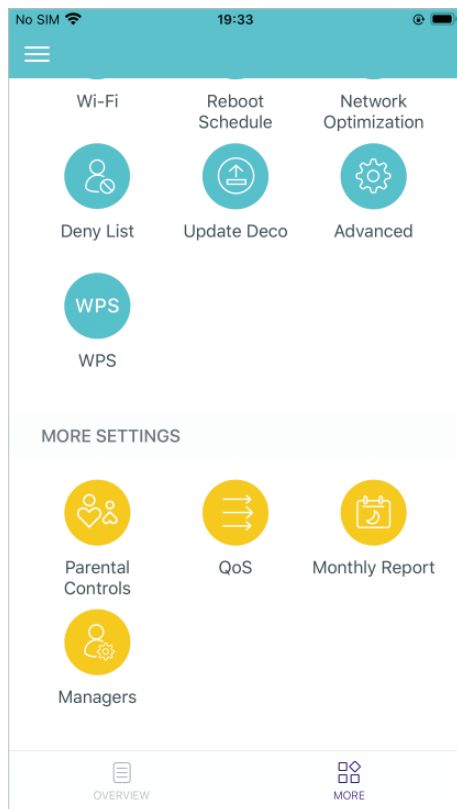 No SIM 19:33
Wi-Fi
Reboot Schedule
Network Optimization
Deny List
Update Deco
Advanced
WPS
WPS
MORE SETTINGS
Parental Controls
QoS
Monthly Report
Managers
OVERVIEW
MORE